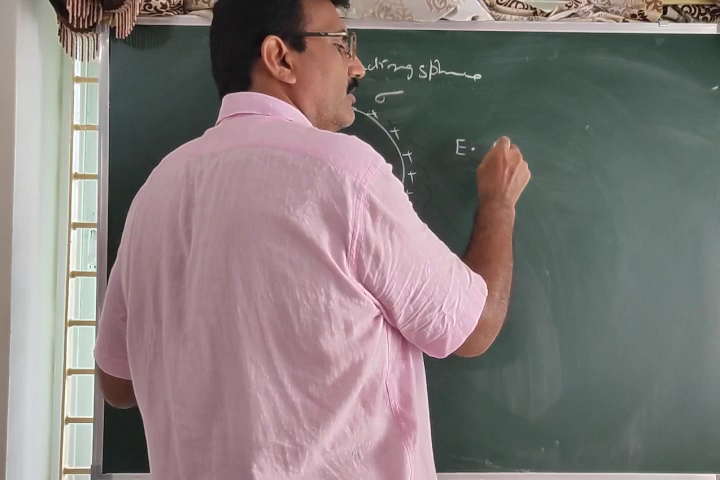 sphere
σ
+ + + + +
E.